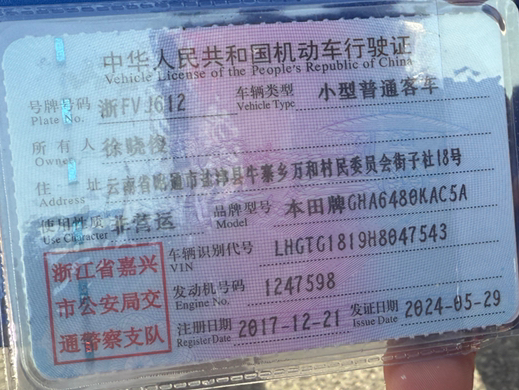 中华人民共和国机动车行驶证
Vehicle License of the People's Republic of China
号牌号码 浙FVJ612 车辆类型 小型普通客车
Plate No. Vehicle Type
所有人 徐晓俊
Owner
住址 云南省昭通市盐津县牛寨乡万和村民委员会街子社18号
Address
使用性质 非营运 品牌型号 本田牌GHA6480KAC5A
Use Character Model
浙江省嘉兴
市公安局交
通警察支队
车辆识别代号 LHGTG1819H8047543
VIN
发动机号码 1247598
Engine No.
注册日期 2017-12-21 发证日期 2024-05-29
Register Date Issue Date